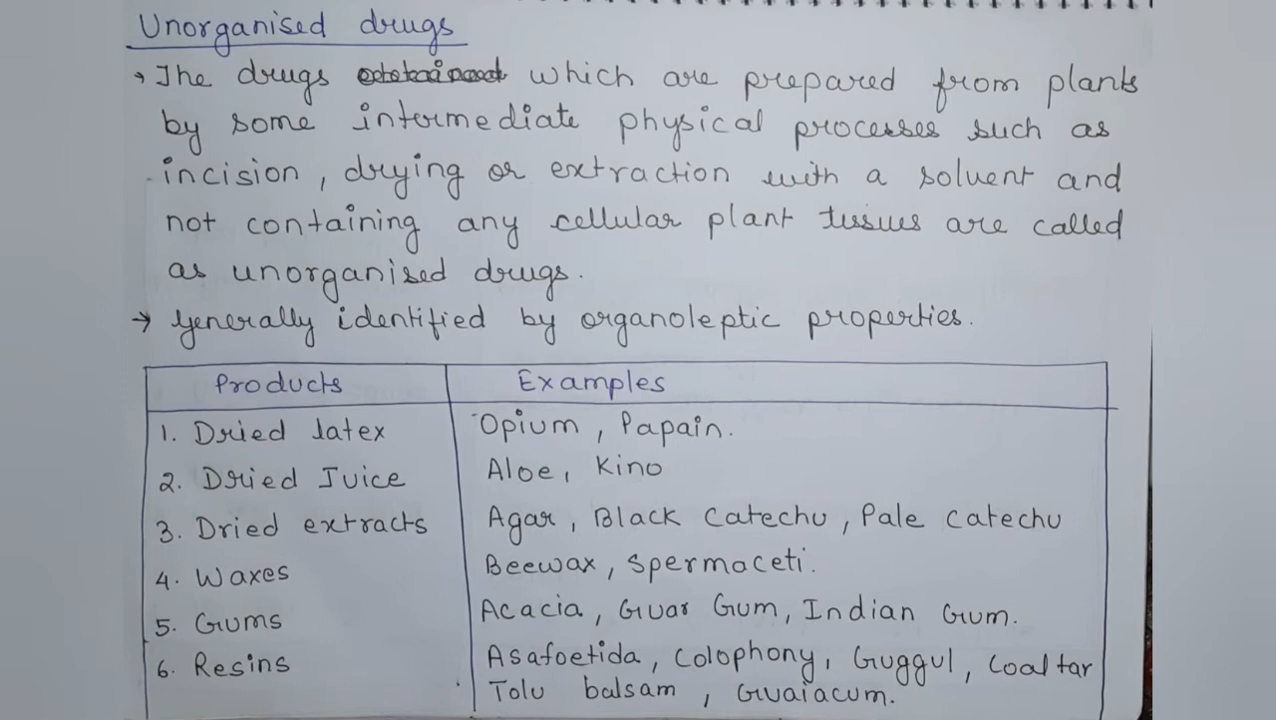 Unorganised drugs
→ The drugs which are prepared from plants
by some intermediate physical processes such as
incision, drying or extraction with a solvent and
not containing any cellular plant tissues are called
as unorganised drugs.
→ Generally identified by organoleptic properties.
Products Examples
1. Dried latex Opium, Papain.
2. Dried Juice Aloe, Kino
3. Dried extracts Agar, Black Catechu, Pale Catechu
4. Waxes Beewax, Spermaceti.
5. Gums Acacia, Guar Gum, Indian Gum.
6. Resins Asafoetida, Colophony, Guggul, Coal tar
Tolu balsam, Guaiacum.